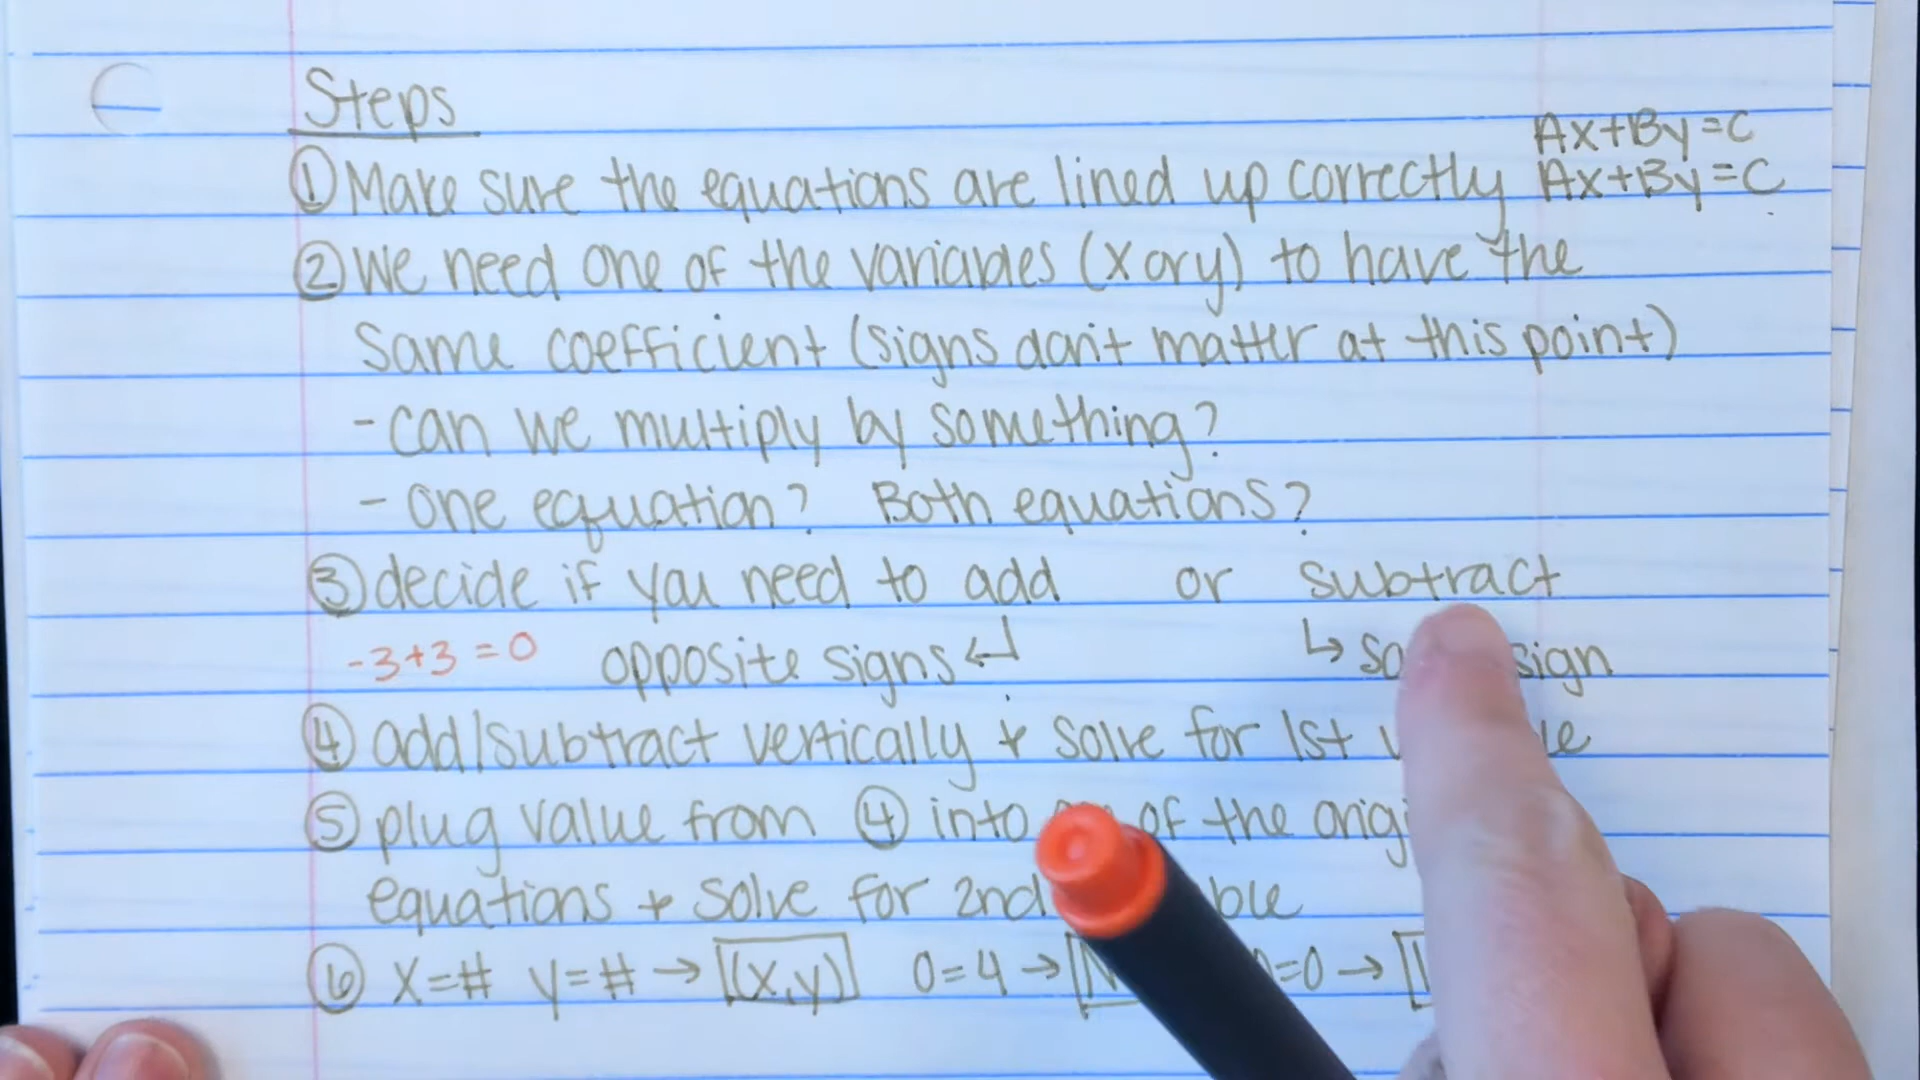 Steps
Ax+By=C
① Make sure the equations are lined up correctly Ax+By=C
② We need one of the variables (x or y) to have the
same coefficient (signs don't matter at this point)
- can we multiply by something?
- one equation? Both equations?
③ decide if you need to add or subtract
-3+3=0 opposite signs ↲ ↳ sign
④ add/subtract vertically + solve for 1st
⑤ plug value from ④ into of the
equations + solve for 2nd
⑥ x=# y=# → (x,y) 0=4 → 0=0 →